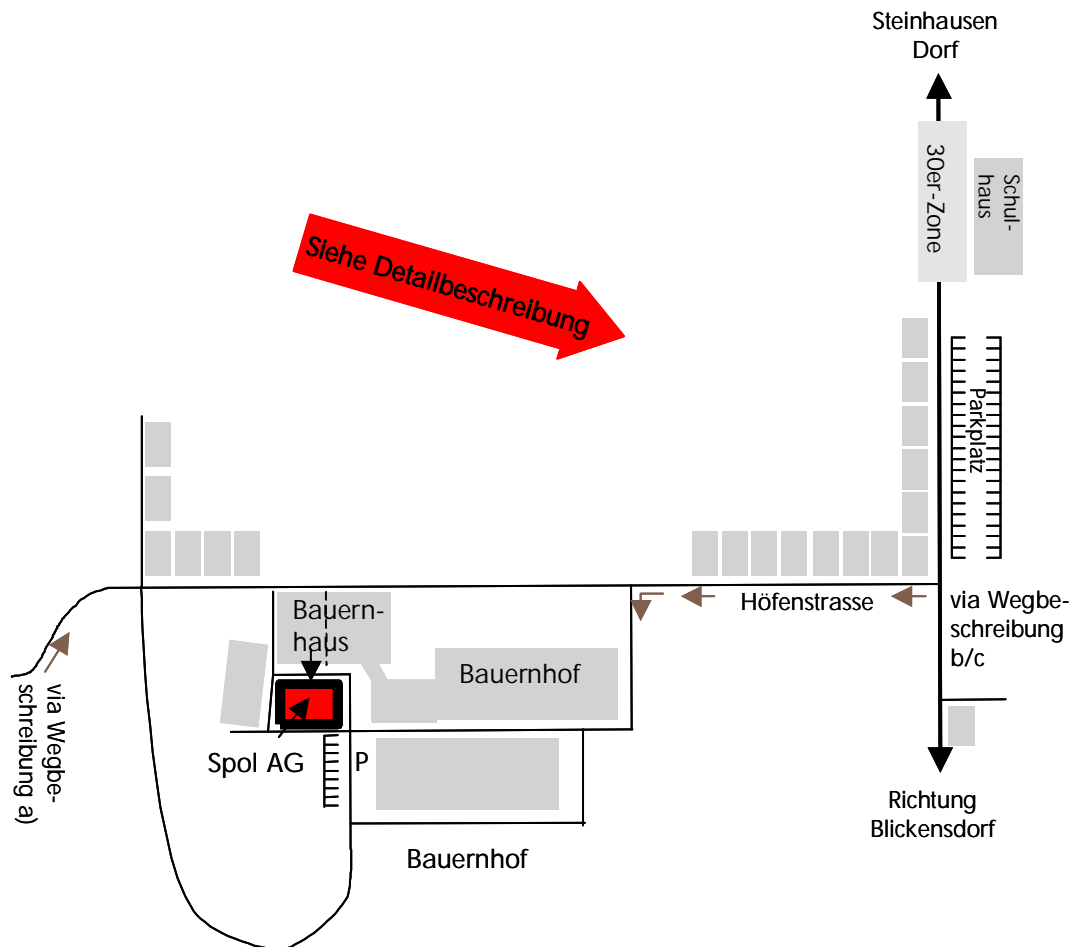 Steinhausen
Dorf
30er-Zone
Schul-
haus
Siehe Detailbeschreibung
Parkplatz
Höfenstrasse
via Wegbe-
schreibung
b/c
Bauern-
haus
Bauernhof
via Wegbe-
schreibung a)
Spol AG
P
Richtung
Blickensdorf
Bauernhof